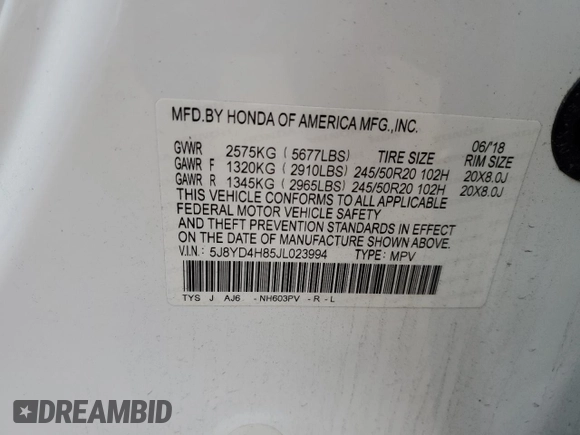 MFD.BY HONDA OF AMERICA MFG.,INC.
GVWR 2575KG ( 5677LBS) TIRE SIZE 06/'18 RIM SIZE
GAWR F 1320KG ( 2910LBS) 245/50R20 102H 20X8.0J
GAWR R 1345KG ( 2965LBS) 245/50R20 102H 20X8.0J
THIS VEHICLE CONFORMS TO ALL APPLICABLE
FEDERAL MOTOR VEHICLE SAFETY
AND THEFT PREVENTION STANDARDS IN EFFECT
ON THE DATE OF MANUFACTURE SHOWN ABOVE.
V.I.N.: 5J8YD4H85JL023994 TYPE: MPV
TYS J AJ6 - NH603PV - R - L
DREAMBID